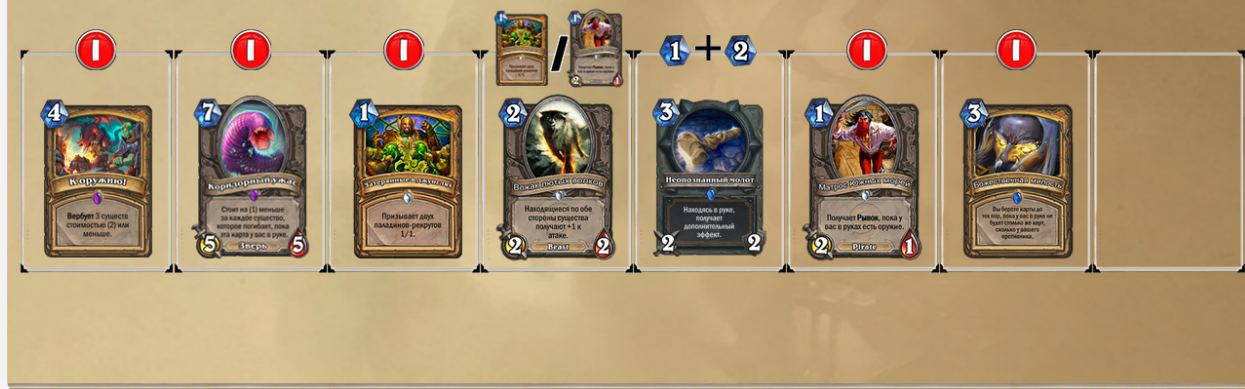 1 / 1
1 + 2
4
К оружию!
Вербует 3 существ
стоимостью (2) или
меньше.
7
Коридорный ужас
Стоит на (1) меньше
за каждое существо,
которое погибает, пока
эта карта у вас в руке.
5 Зверь 5
1
Затерянные в джунглях
Призывает двух
паладинов-рекрутов
1/1.
2
Вожак лютых волков
Находящиеся по обе
стороны существа
получают +1 к
атаке.
2 Beast 2
3
Неопознанный молот
Находясь в руке,
получает
дополнительный
эффект.
2 2
1
Матрос южных морей
Получает Рывок, пока у
вас в руках есть оружие.
2 Pirate 1
3
Божественная милость
Вы берете карты до
тех пор, пока у вас в руке не
будет столько же карт,
сколько у вашего
противника.